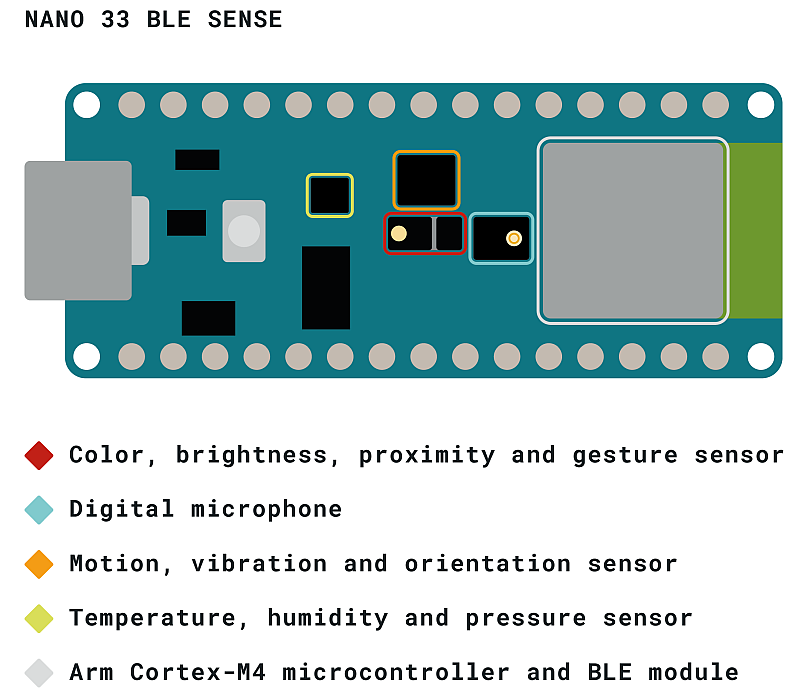 NANO 33 BLE SENSE
Color, brightness, proximity and gesture sensor
Digital microphone
Motion, vibration and orientation sensor
Temperature, humidity and pressure sensor
Arm Cortex-M4 microcontroller and BLE module